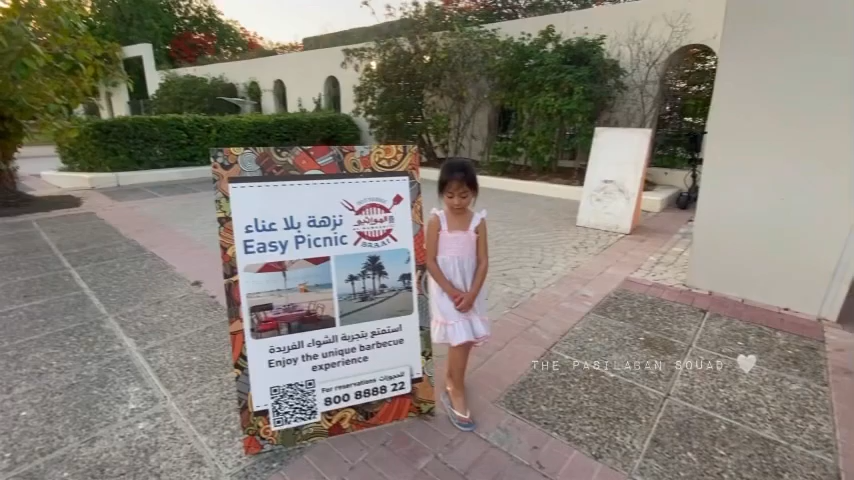 نزهة بلا عناء
Easy Picnic
BRAAI
استمتع بتجربة الشواء الفريدة
Enjoy the unique barbecue
experience
For reservations للحجوزات
800 8888 22
THE PASILABAN SQUAD